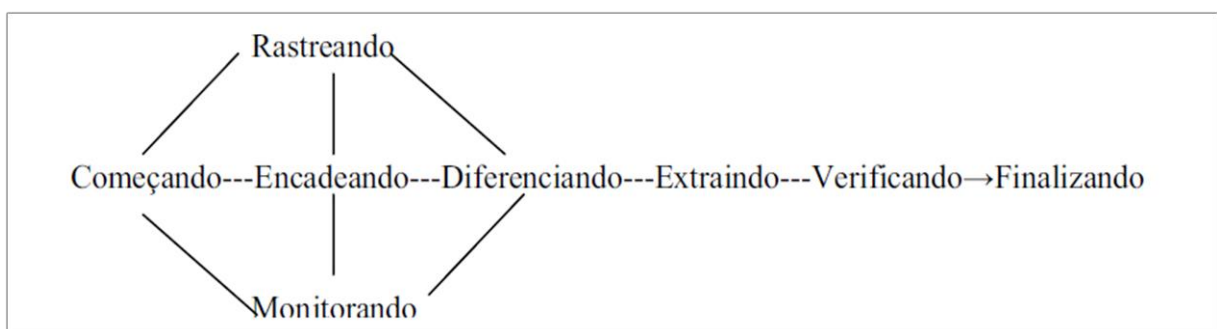 Rastreando
Começando---Encadeando---Diferenciando---Extraindo---Verificando→Finalizando
Monitorando